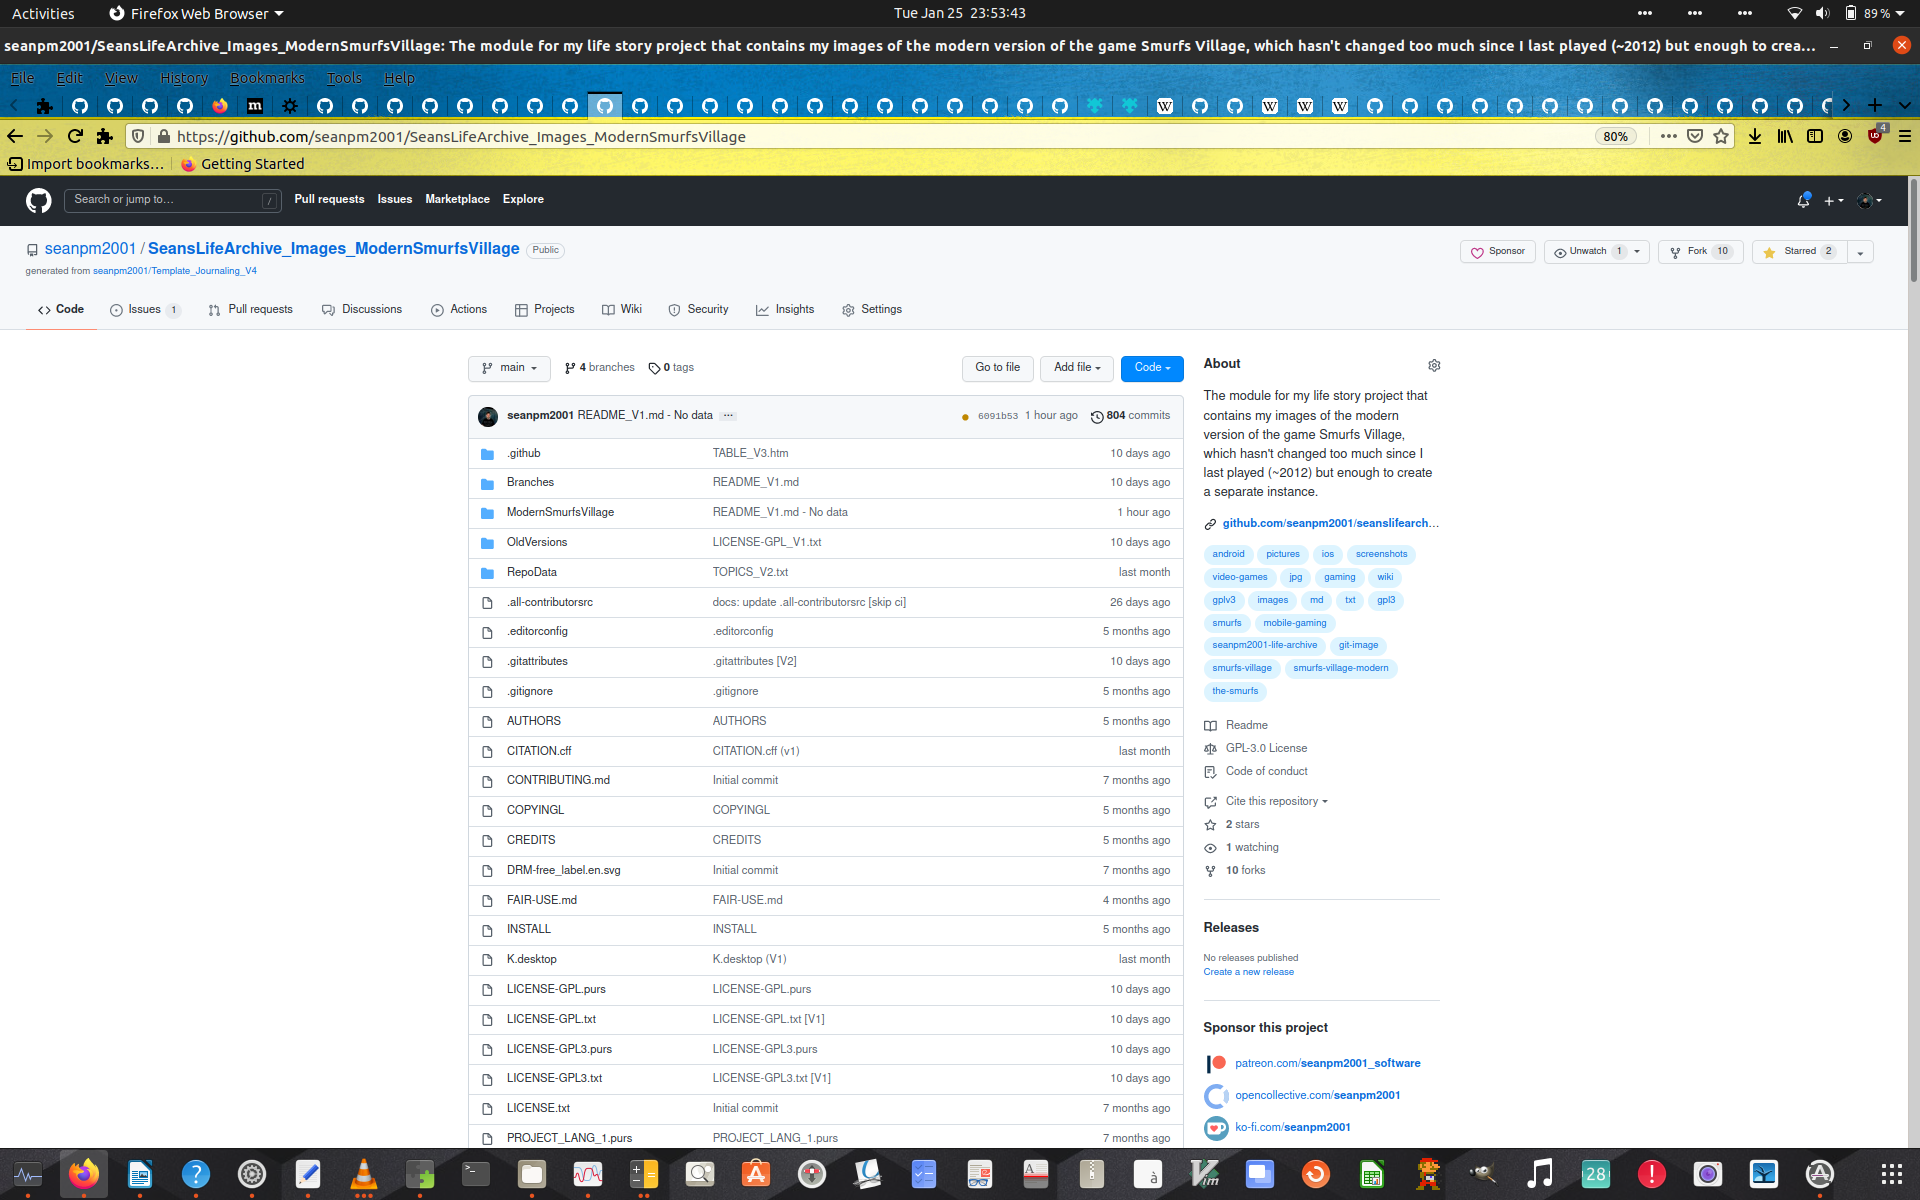 Activities Firefox Web Browser Tue Jan 25 23:53:43 89 %
seanpm2001/SeansLifeArchive_Images_ModernSmurfsVillage: The module for my life story project that contains my images of the modern version of the game Smurfs Village, which hasn't changed too much since I last played (~2012) but enough to crea...
File Edit View History Bookmarks Tools Help
https://github.com/seanpm2001/SeansLifeArchive_Images_ModernSmurfsVillage 80% 4
Import bookmarks... Getting Started
Search or jump to... / Pull requests Issues Marketplace Explore
seanpm2001 / SeansLifeArchive_Images_ModernSmurfsVillage Public Sponsor Unwatch 1 Fork 10 Starred 2
generated from seanpm2001/Template_Journaling_V4
Code Issues 1 Pull requests Discussions Actions Projects Wiki Security Insights Settings
main 4 branches 0 tags Go to file Add file Code
seanpm2001 README_V1.md - No data ... 6091b53 1 hour ago 804 commits
.github TABLE_V3.htm 10 days ago
Branches README_V1.md 10 days ago
ModernSmurfsVillage README_V1.md - No data 1 hour ago
OldVersions LICENSE-GPL_V1.txt 10 days ago
RepoData TOPICS_V2.txt last month
.all-contributorsrc docs: update .all-contributorsrc [skip ci] 26 days ago
.editorconfig .editorconfig 5 months ago
.gitattributes .gitattributes [V2] 10 days ago
.gitignore .gitignore 5 months ago
AUTHORS AUTHORS 5 months ago
CITATION.cff CITATION.cff (v1) last month
CONTRIBUTING.md Initial commit 7 months ago
COPYINGL COPYINGL 5 months ago
CREDITS CREDITS 5 months ago
DRM-free_label.en.svg Initial commit 7 months ago
FAIR-USE.md FAIR-USE.md 4 months ago
INSTALL INSTALL 5 months ago
K.desktop K.desktop (V1) last month
LICENSE-GPL.purs LICENSE-GPL.purs 10 days ago
LICENSE-GPL.txt LICENSE-GPL.txt [V1] 10 days ago
LICENSE-GPL3.purs LICENSE-GPL3.purs 10 days ago
LICENSE-GPL3.txt LICENSE-GPL3.txt [V1] 10 days ago
LICENSE.txt Initial commit 7 months ago
PROJECT_LANG_1.purs PROJECT_LANG_1.purs 7 months ago
About
The module for my life story project that
contains my images of the modern
version of the game Smurfs Village,
which hasn't changed too much since I
last played (~2012) but enough to create
a separate instance.
github.com/seanpm2001/seanslifearch...
android pictures ios screenshots
video-games jpg gaming wiki
gplv3 images md txt gpl3
smurfs mobile-gaming
seanpm2001-life-archive git-image
smurfs-village smurfs-village-modern
the-smurfs
Readme
GPL-3.0 License
Code of conduct
Cite this repository
2 stars
1 watching
10 forks
Releases
No releases published
Create a new release
Sponsor this project
patreon.com/seanpm2001_software
opencollective.com/seanpm2001
ko-fi.com/seanpm2001
28